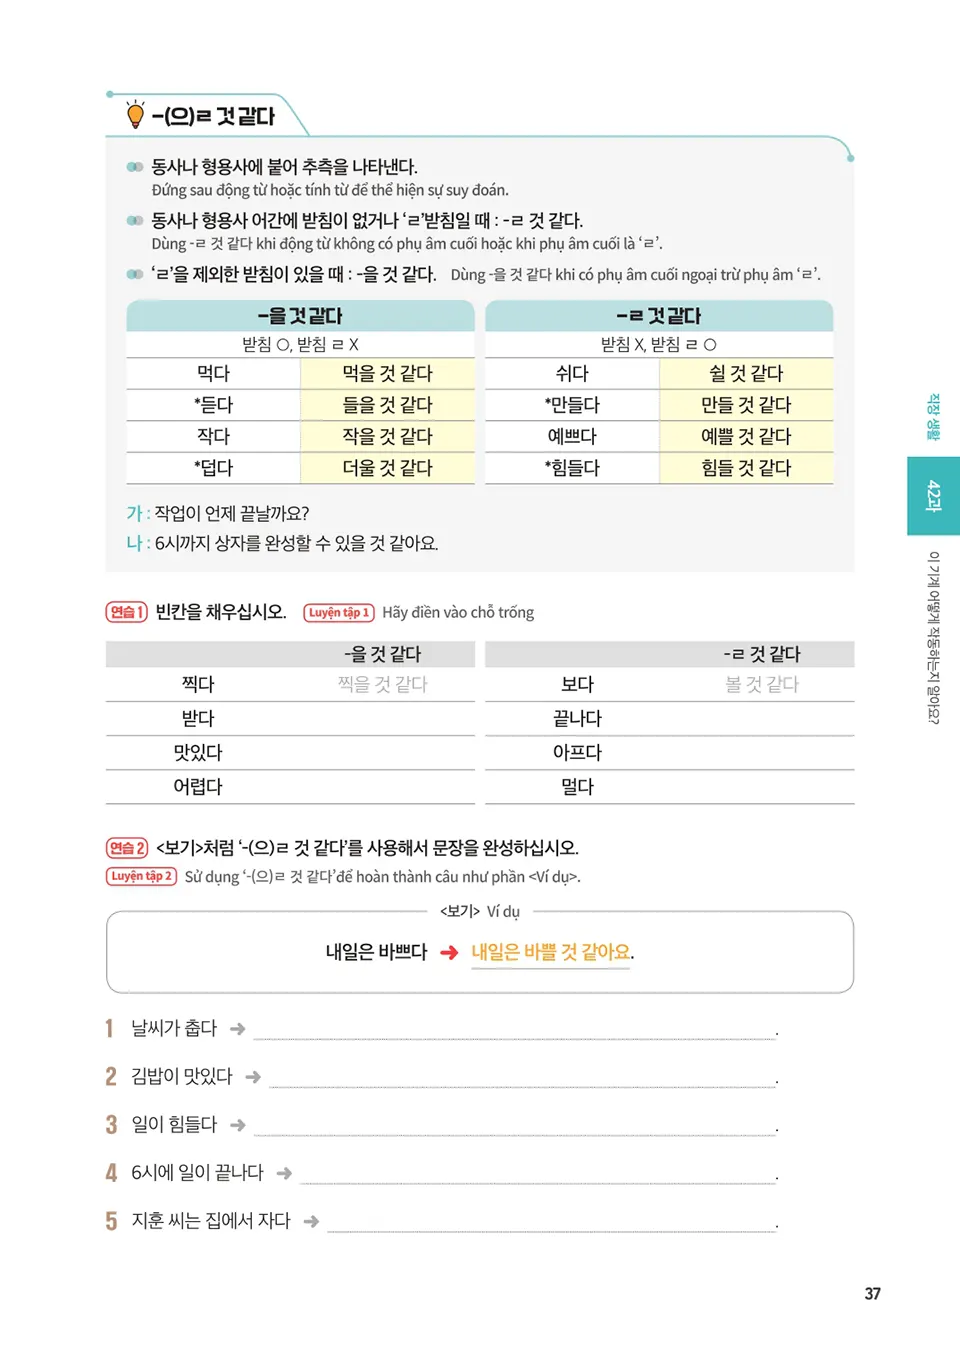 -(으)ㄹ 것 같다
동사나 형용사에 붙어 추측을 나타낸다.
Đứng sau động từ hoặc tính từ để thể hiện sự suy đoán.
동사나 형용사 어간에 받침이 없거나 ‘ㄹ’받침일 때 : -ㄹ 것 같다.
Dùng -ㄹ 것 같다 khi động từ không có phụ âm cuối hoặc khi phụ âm cuối là ‘ㄹ’.
‘ㄹ’을 제외한 받침이 있을 때 : -을 것 같다. Dùng -을 것 같다 khi có phụ âm cuối ngoại trừ phụ âm ‘ㄹ’.
-을 것 같다 -ㄹ 것 같다
받침 ○, 받침 ㄹ X 받침 X, 받침 ㄹ ○
먹다 먹을 것 같다 쉬다 쉴 것 같다
*듣다 들을 것 같다 *만들다 만들 것 같다
작다 작을 것 같다 예쁘다 예쁠 것 같다
*덥다 더울 것 같다 *힘들다 힘들 것 같다
가 : 작업이 언제 끝날까요?
나 : 6시까지 상자를 완성할 수 있을 것 같아요.
연습 1 빈칸을 채우십시오. Luyện tập 1 Hãy điền vào chỗ trống
-을 것 같다 -ㄹ 것 같다
찍다 찍을 것 같다 보다 볼 것 같다
받다 끝나다
맛있다 아프다
어렵다 멀다
연습 2 <보기>처럼 ‘-(으)ㄹ 것 같다’를 사용해서 문장을 완성하십시오.
Luyện tập 2 Sử dụng ‘-(으)ㄹ 것 같다’để hoàn thành câu như phần <Ví dụ>.
<보기> Ví dụ
내일은 바쁘다 ➜ 내일은 바쁠 것 같아요.
1 날씨가 춥다 ➜ .
2 김밥이 맛있다 ➜ .
3 일이 힘들다 ➜ .
4 6시에 일이 끝나다 ➜ .
5 지훈 씨는 집에서 자다 ➜ .
직장 생활
42과
이 기계 어떻게 작동하는지 알아요?
37